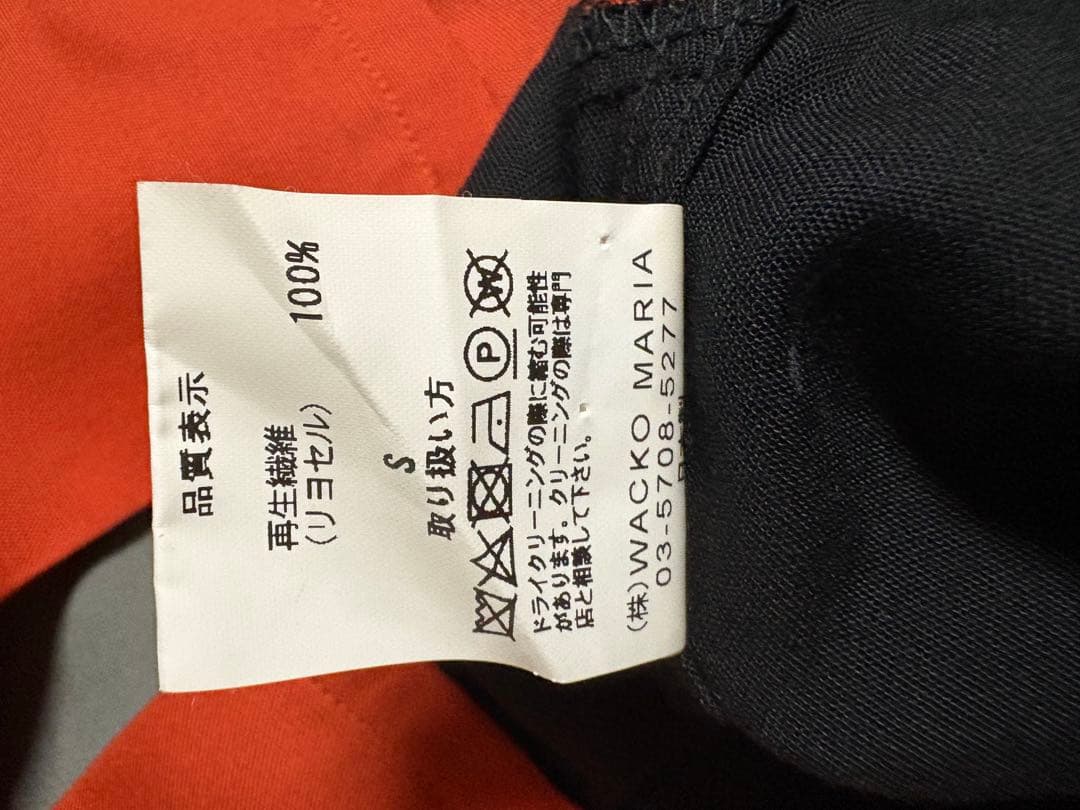 品質表示
再生繊維 100%
(リヨセル)
S
取り扱い方
P W
ドライクリーニングの際に縮む可能性
があります。クリーニングの際は専門
店と相談して下さい。
(株)WACKO MARIA
03-5708-5277